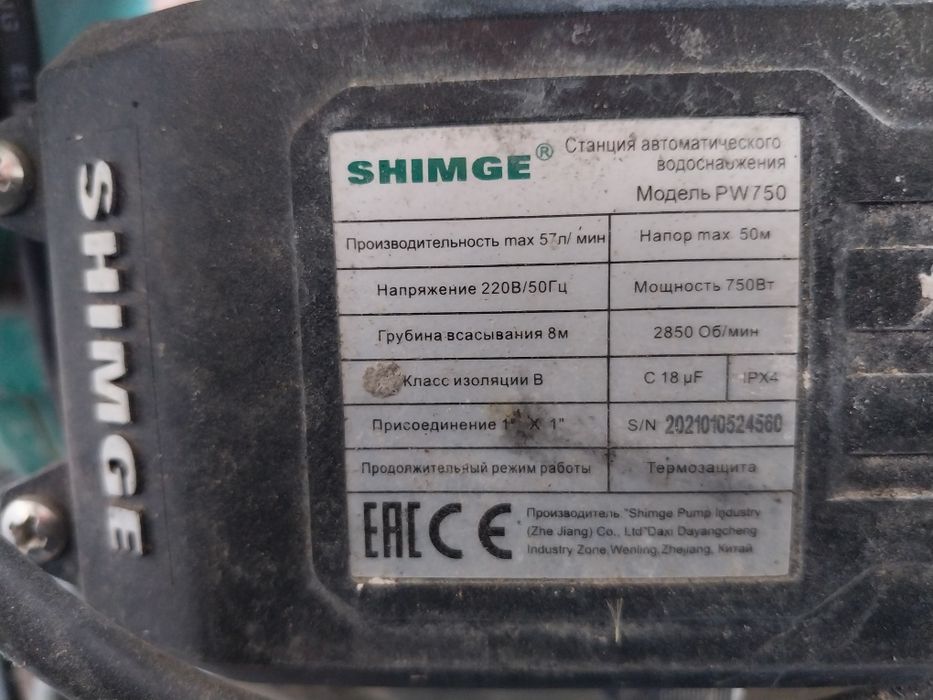 SHIMGE
SHIMGE® Станция автоматического
водоснабжения
Модель PW750
Производительность max 57л/ мин
Напор max 50м
Напряжение 220В/50Гц
Мощность 750Вт
Грубина всасывания 8м
2850 Об/мин
Класс изоляции В
C 18 µF
IPX4
Присоединение 1" X 1"
S/N 2021010524560
Продолжительный режим работы
Термозащита
EAC CE
Производитель "Shimge Pump Industry
(Zhe Jiang) Co., Ltd"Daxi Dayangcheng
Industry Zone,Wenling,Zhejiang, Китай